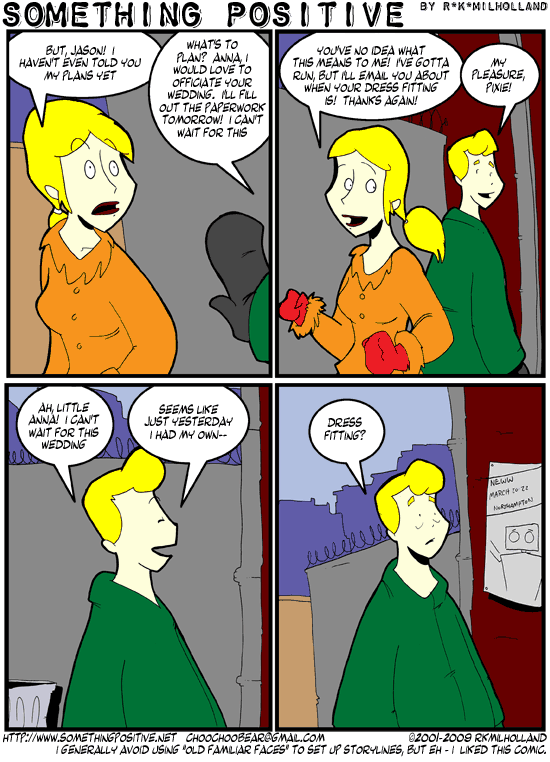 SOMETHING POSITIVE BY R*K*MILHOLLAND
BUT, JASON! I
HAVEN'T EVEN TOLD YOU
MY PLANS YET
WHAT'S TO
PLAN? ANNA, I
WOULD LOVE TO
OFFICIATE YOUR
WEDDING. I'LL FILL
OUT THE PAPERWORK
TOMORROW! I CAN'T
WAIT FOR THIS
YOU'VE NO IDEA WHAT
THIS MEANS TO ME! I'VE GOTTA
RUN, BUT I'LL EMAIL YOU ABOUT
WHEN YOUR DRESS FITTING
IS! THANKS AGAIN!
MY
PLEASURE,
PIXIE!
AH, LITTLE
ANNA! I CAN'T
WAIT FOR THIS
WEDDING
SEEMS LIKE
JUST YESTERDAY
I HAD MY OWN--
DRESS
FITTING?
NEWW
MARCH 20-22
NORTHAMPTON
HTTP://WWW.SOMETHINGPOSITIVE.NET CHOOCHOOBEAR@GMAIL.COM ©2001-2009 RKMILHOLLAND
I GENERALLY AVOID USING "OLD FAMILIAR FACES" TO SET UP STORYLINES, BUT EH - I LIKED THIS COMIC.